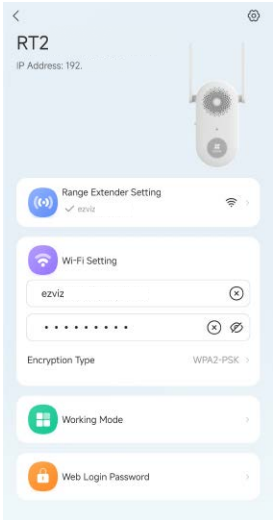 RT2
IP Address: 192.
Range Extender Setting
✓ ezviz
Wi-Fi Setting
ezviz
• • • • • • • • •
Encryption Type WPA2-PSK
Working Mode
Web Login Password